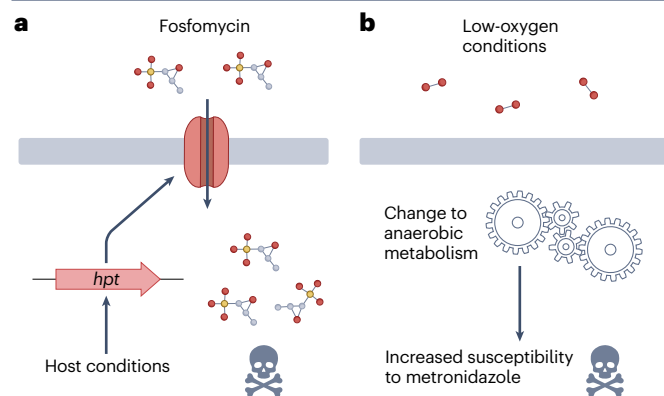 a
Fosfomycin
hpt
Host conditions
b
Low-oxygen
conditions
Change to
anaerobic
metabolism
Increased susceptibility
to metronidazole